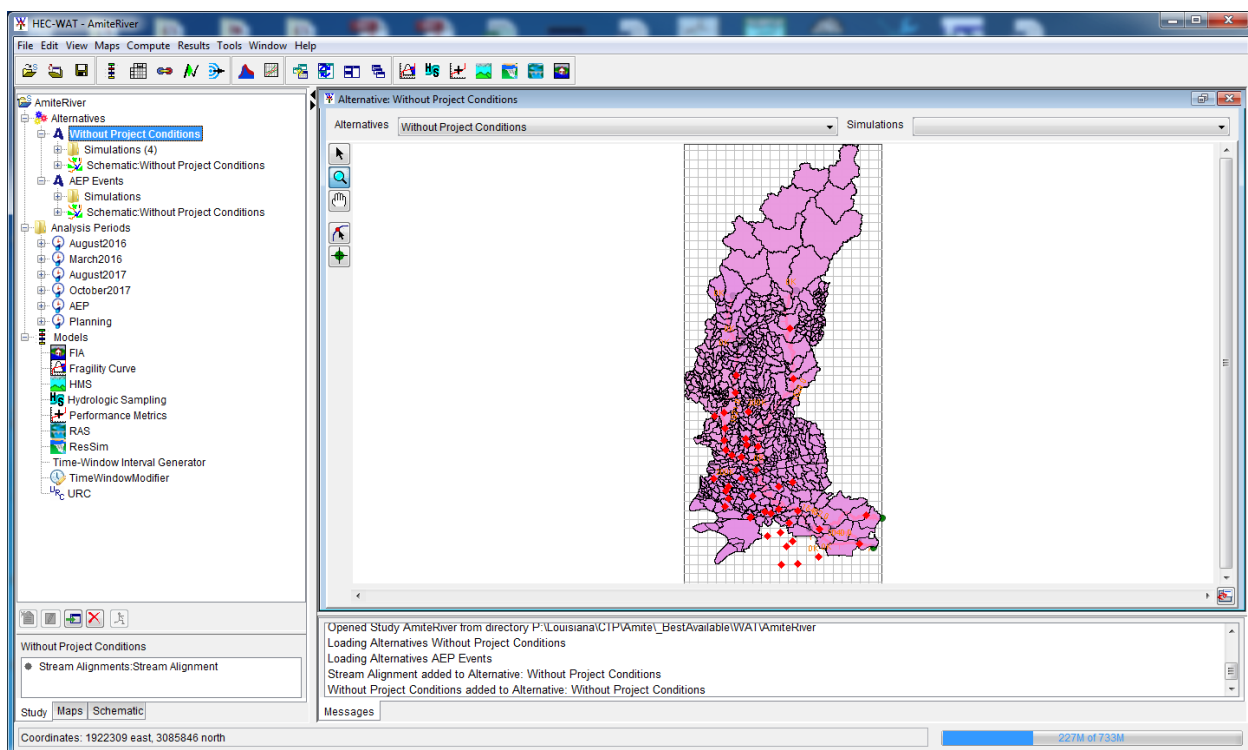 HEC-WAT - AmiteRiver
File Edit View Maps Compute Results Tools Window Help
AmiteRiver
Alternatives
Without Project Conditions
Simulations (4)
Schematic:Without Project Conditions
AEP Events
Simulations
Schematic:Without Project Conditions
Analysis Periods
August2016
March2016
August2017
October2017
AEP
Planning
Models
FIA
Fragility Curve
HMS
Hydrologic Sampling
Performance Metrics
RAS
ResSim
Time-Window Interval Generator
TimeWindowModifier
URC
Without Project Conditions
Stream Alignments:Stream Alignment
Study Maps Schematic
Alternative: Without Project Conditions
Alternatives Without Project Conditions Simulations
Opened Study AmiteRiver from directory P:\Louisiana\CTP\Amite\_BestAvailable\WAT\AmiteRiver
Loading Alternatives Without Project Conditions
Loading Alternatives AEP Events
Stream Alignment added to Alternative: Without Project Conditions
Without Project Conditions added to Alternative: Without Project Conditions
Messages
Coordinates: 1922309 east, 3085846 north
227M of 733M